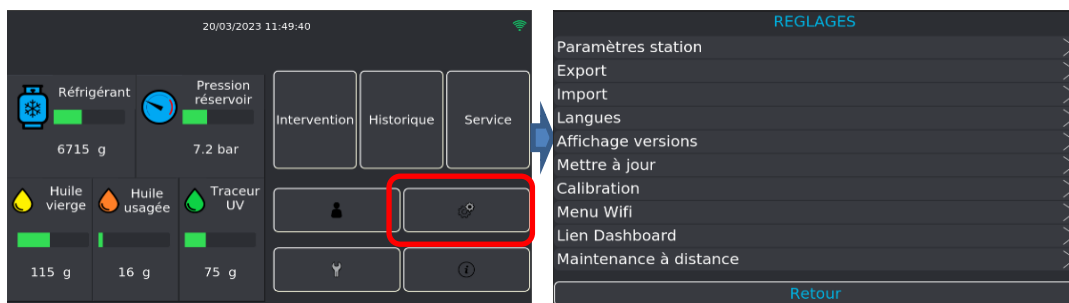 20/03/2023 11:49:40
Réfrigérant
6715 g
Pression
réservoir
7.2 bar
Intervention
Historique
Service
Huile
vierge
115 g
Huile
usagée
16 g
Traceur
UV
75 g
REGLAGES
Paramètres station
Export
Import
Langues
Affichage versions
Mettre à jour
Calibration
Menu Wifi
Lien Dashboard
Maintenance à distance
Retour